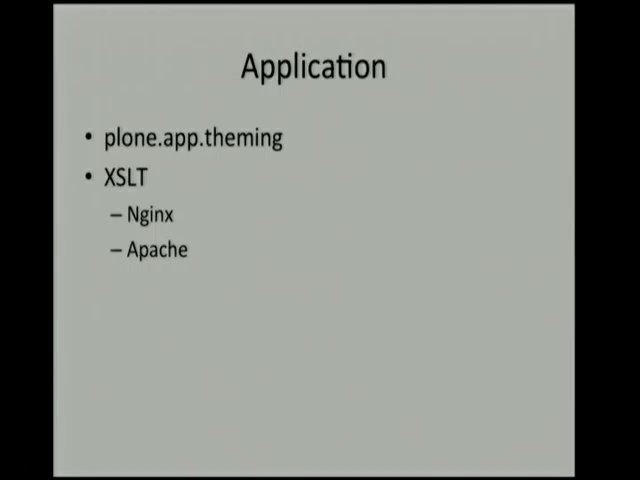 Application
• plone.app.theming
• XSLT
– Nginx
– Apache